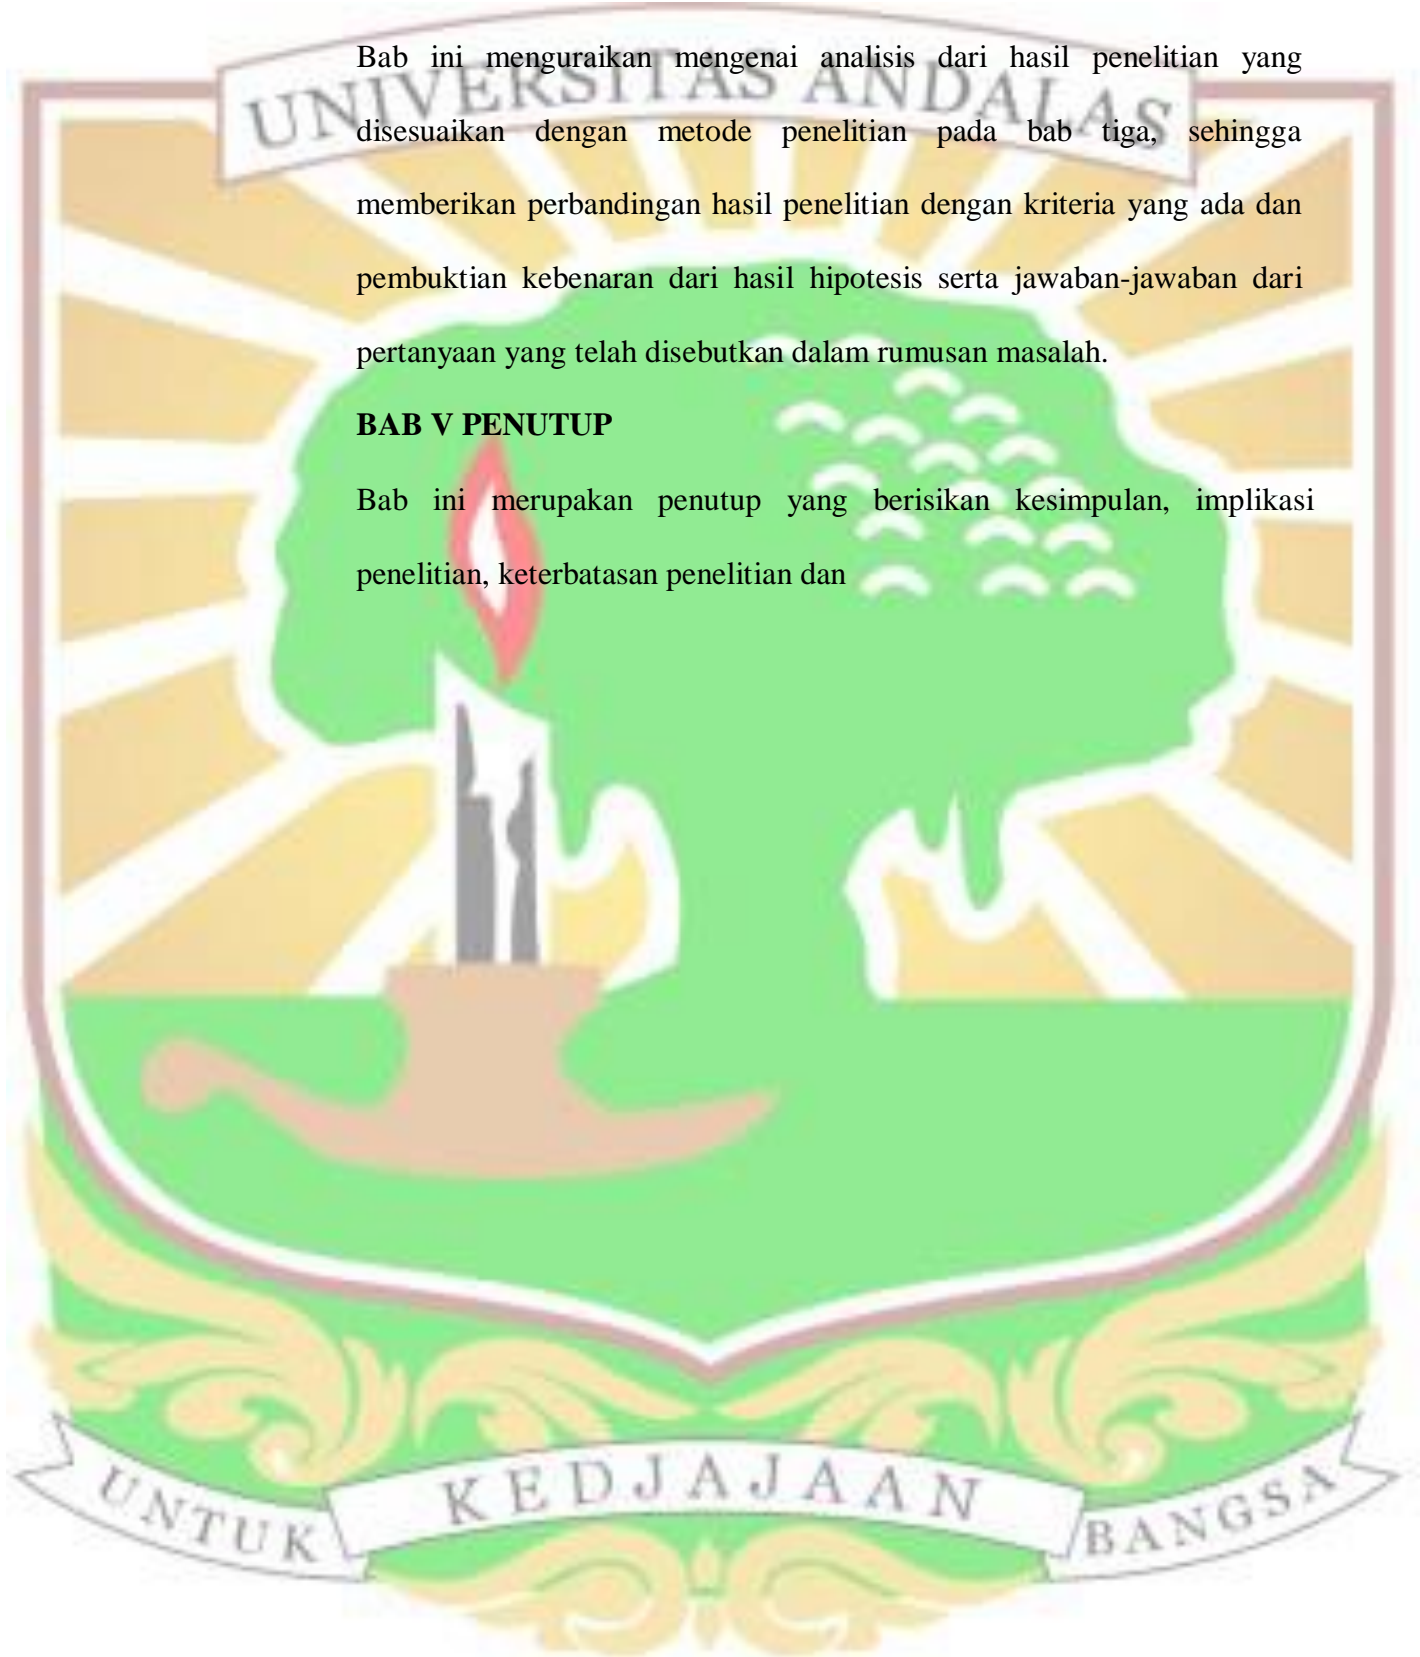 UNIVERSITAS ANDALAS
Bab ini menguraikan mengenai analisis dari hasil penelitian yang
disesuaikan dengan metode penelitian pada bab tiga, sehingga
memberikan perbandingan hasil penelitian dengan kriteria yang ada dan
pembuktian kebenaran dari hasil hipotesis serta jawaban-jawaban dari
pertanyaan yang telah disebutkan dalam rumusan masalah.
BAB V PENUTUP
Bab ini merupakan penutup yang berisikan kesimpulan, implikasi
penelitian, keterbatasan penelitian dan
UNTUK KEDJAJAAN BANGSA